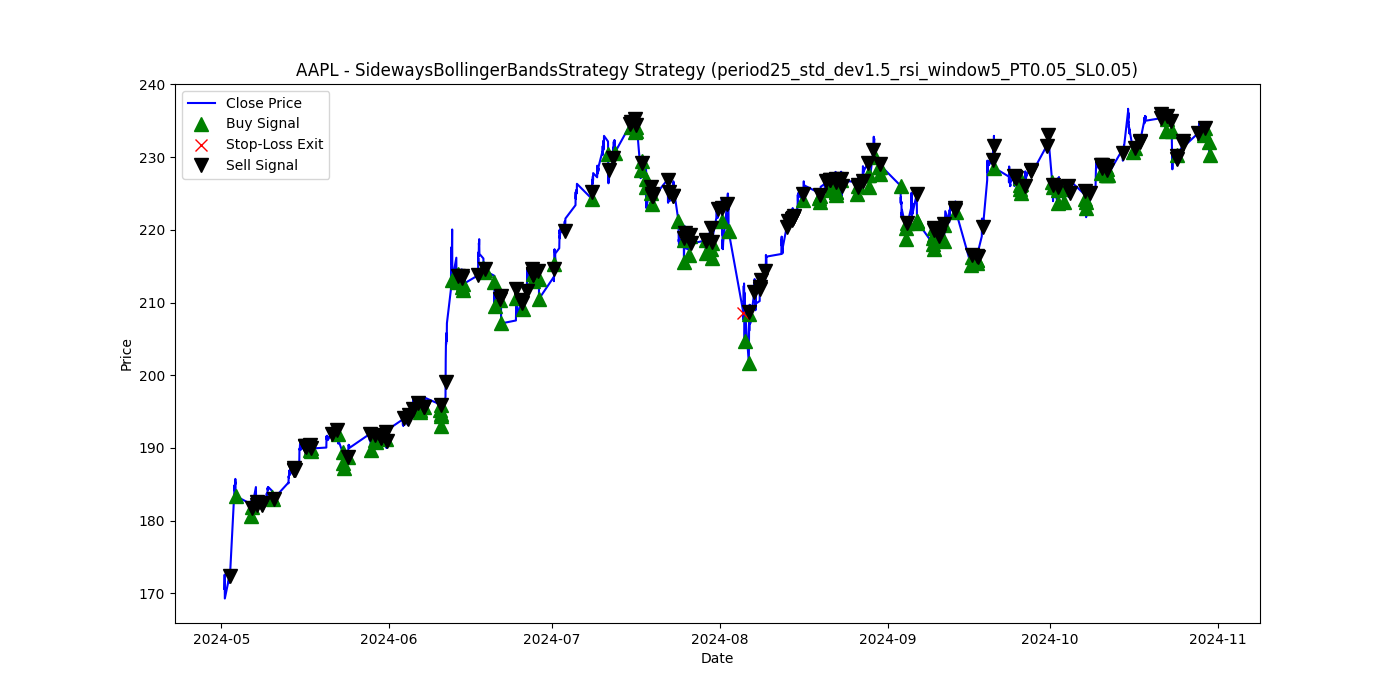 AAPL - SidewaysBollingerBandsStrategy Strategy (period25_std_dev1.5_rsi_window5_PT0.05_SL0.05)
Close Price
Buy Signal
Stop-Loss Exit
Sell Signal
240
230
220
210
200
190
180
170
Price
2024-05
2024-06
2024-07
2024-08
2024-09
2024-10
2024-11
Date